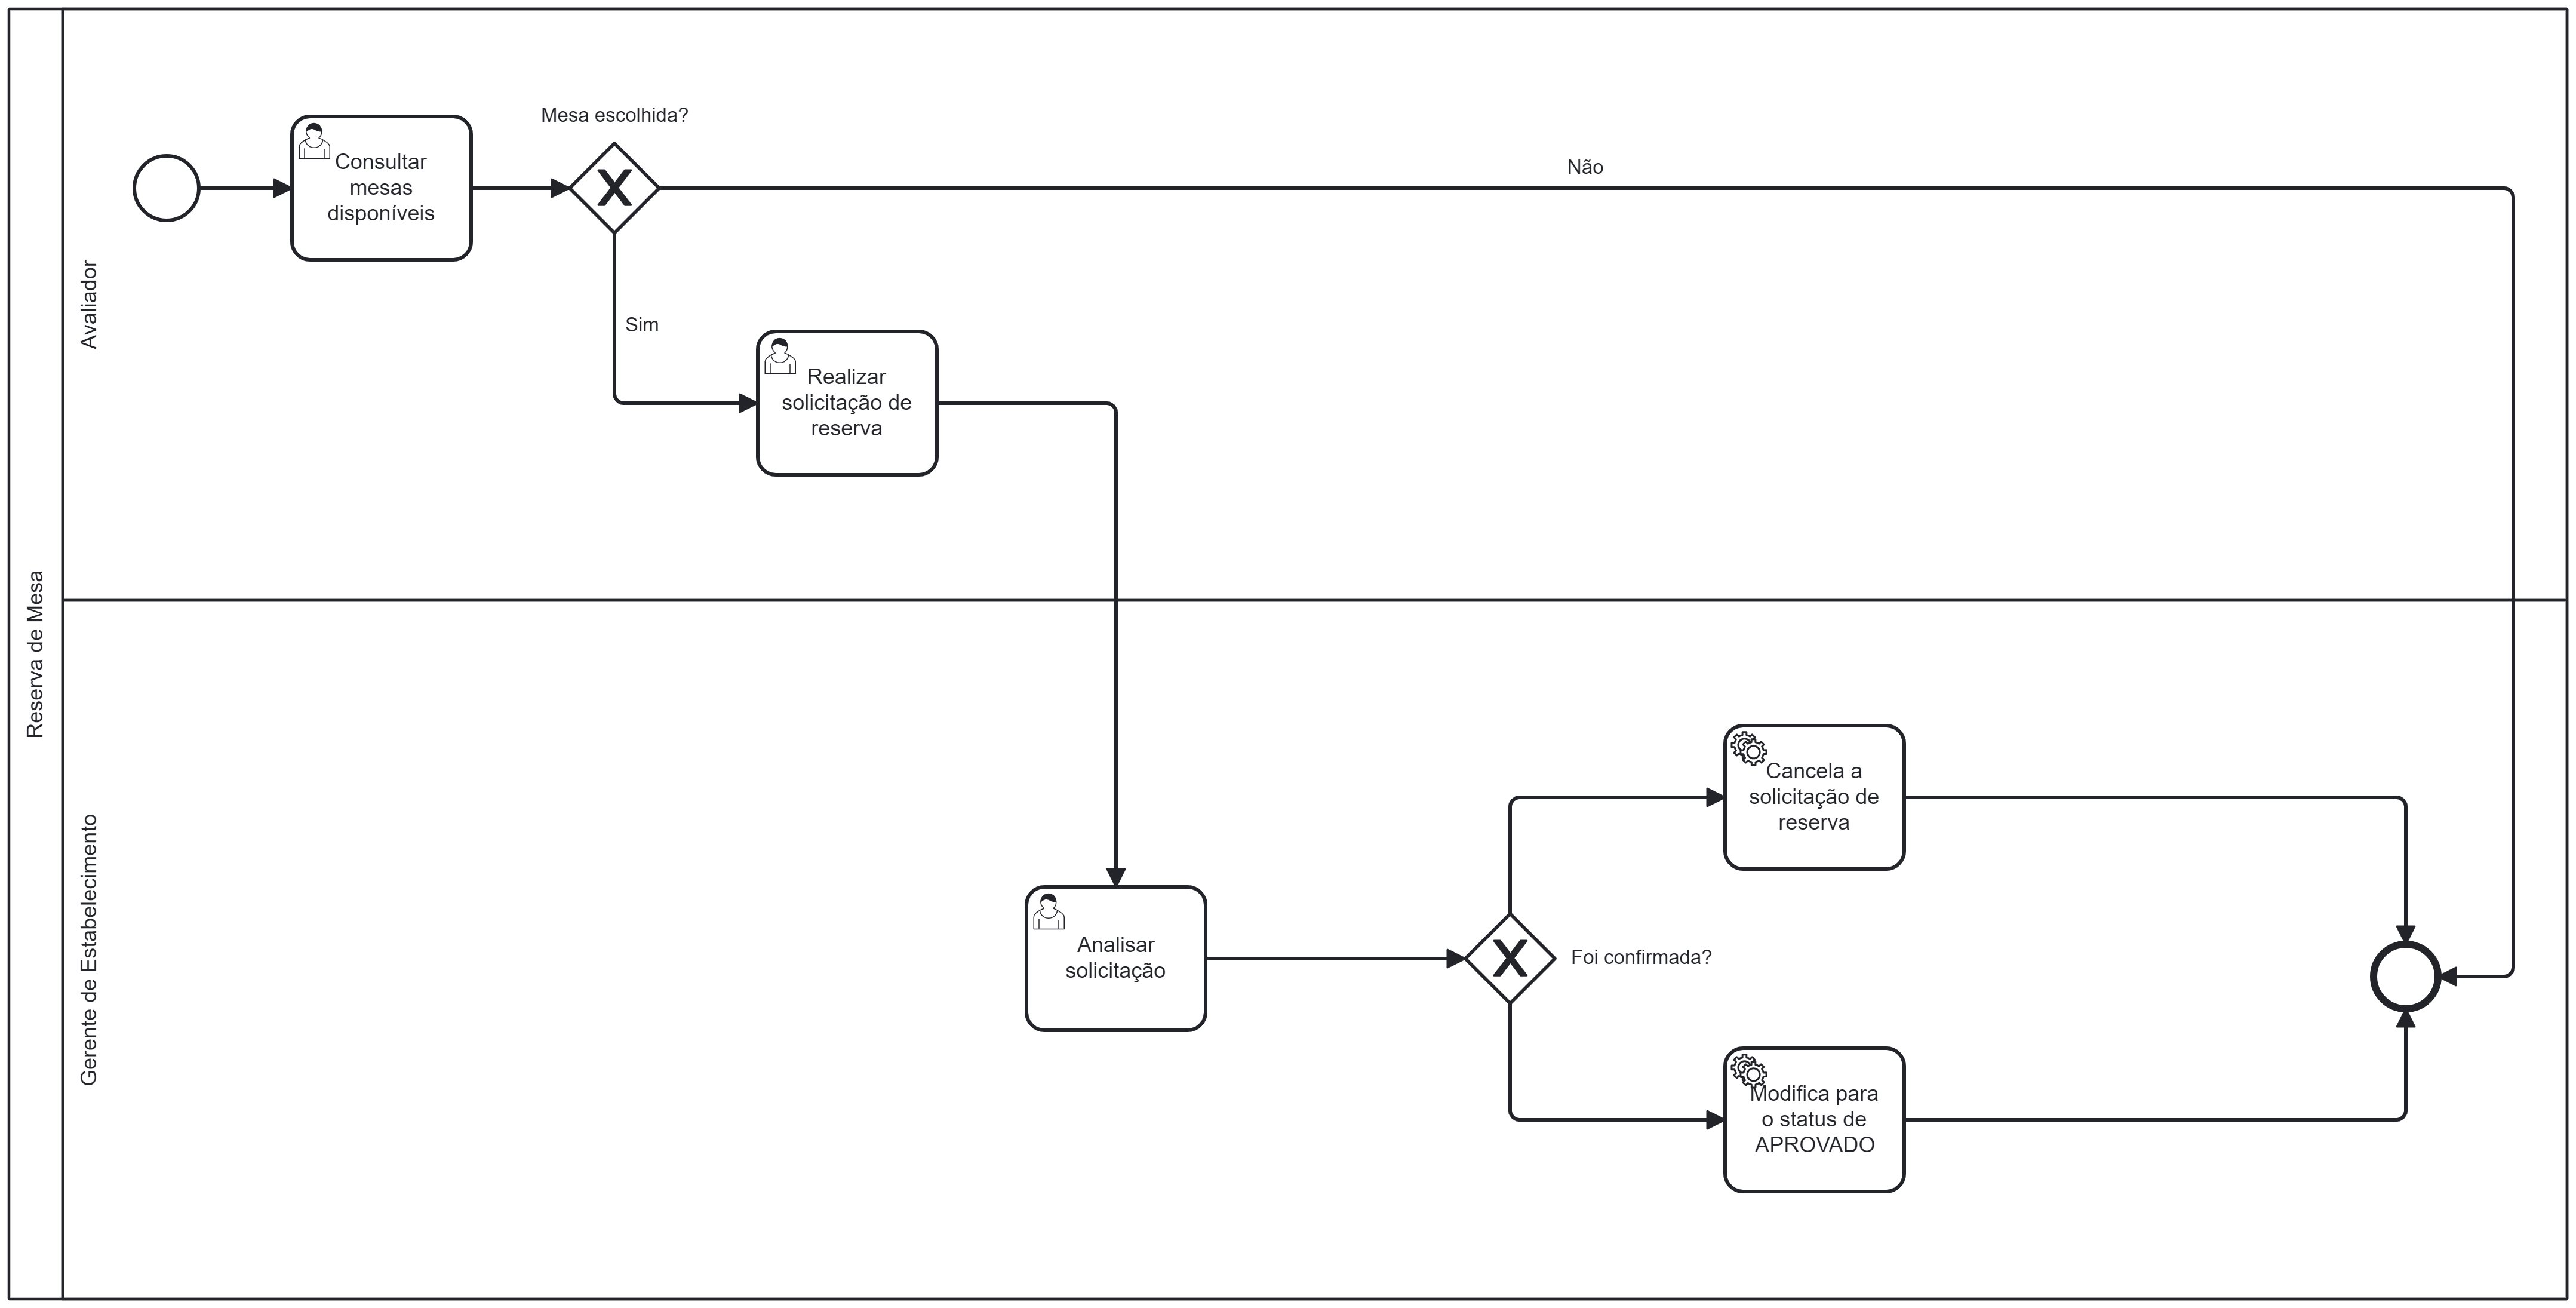 Reserva de Mesa
Avaliador
Consultar
mesas
disponíveis
Mesa escolhida?
Não
Sim
Realizar
solicitação de
reserva
Gerente de Estabelecimento
Analisar
solicitação
Foi confirmada?
Cancela a
solicitação de
reserva
Modifica para
o status de
APROVADO